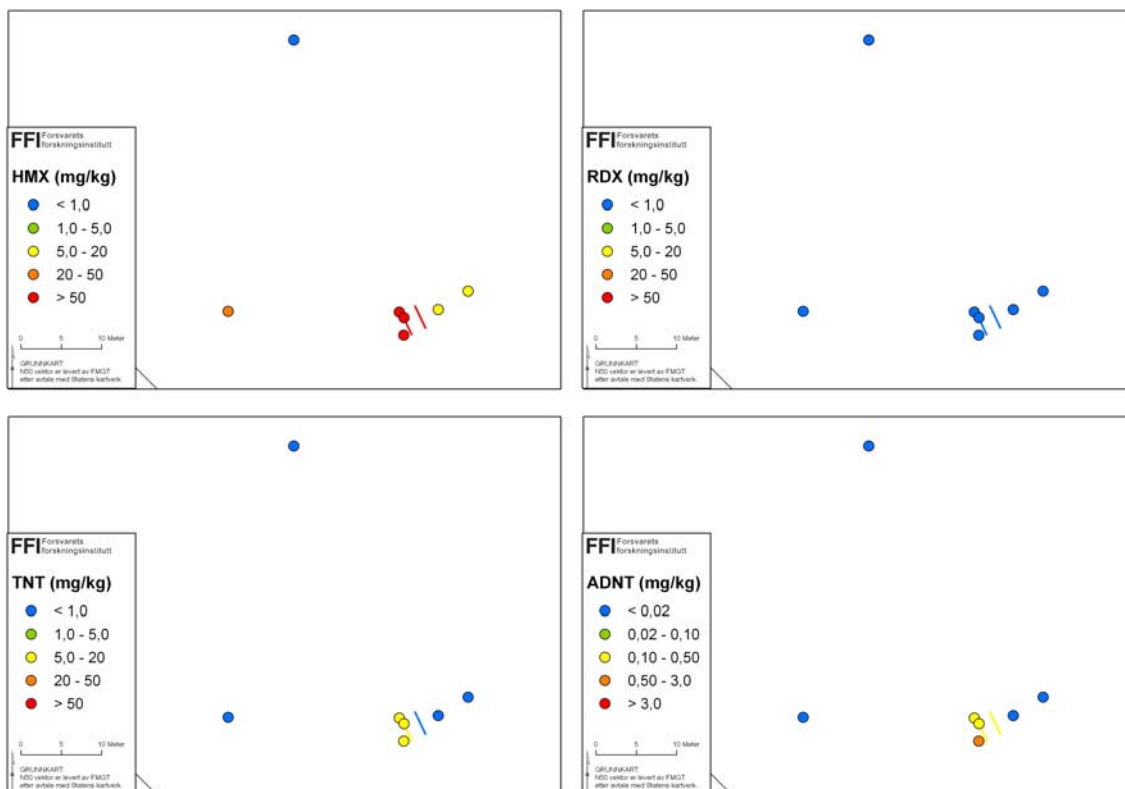 FFI Forsvarets
forskningsinstitutt
HMX (mg/kg)
< 1,0
1,0 - 5,0
5,0 - 20
20 - 50
> 50
0 5 10 Meter
GRUNNKART:
N50 vektor er levert av FMGT
etter avtale med Statens kartverk.
FFI Forsvarets
forskningsinstitutt
RDX (mg/kg)
< 1,0
1,0 - 5,0
5,0 - 20
20 - 50
> 50
0 5 10 Meter
GRUNNKART:
N50 vektor er levert av FMGT
etter avtale med Statens kartverk.
FFI Forsvarets
forskningsinstitutt
TNT (mg/kg)
< 1,0
1,0 - 5,0
5,0 - 20
20 - 50
> 50
0 5 10 Meter
GRUNNKART:
N50 vektor er levert av FMGT
etter avtale med Statens kartverk.
FFI Forsvarets
forskningsinstitutt
ADNT (mg/kg)
< 0,02
0,02 - 0,10
0,10 - 0,50
0,50 - 3,0
> 3,0
0 5 10 Meter
GRUNNKART:
N50 vektor er levert av FMGT
etter avtale med Statens kartverk.